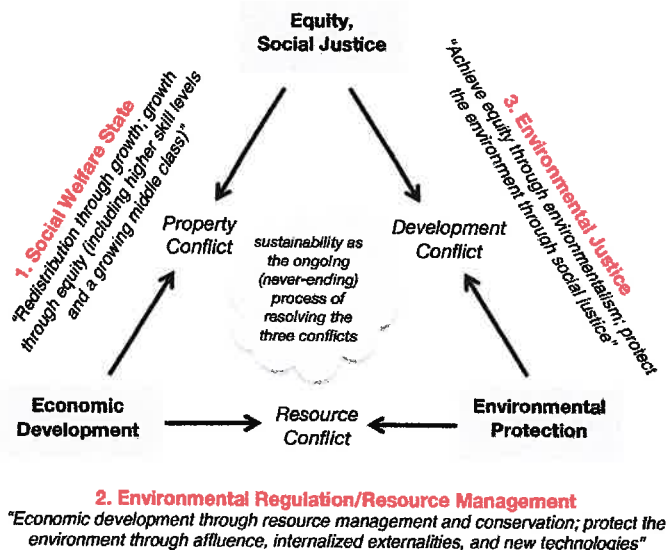 Equity,
Social Justice
1. Social Welfare State
"Redistribution through growth; growth
through equity (including higher skill levels
and a growing middle class)"
3. Environmental Justice
"Achieve equity through environmentalism; protect
the environment through social justice"
Property
Conflict
Development
Conflict
sustainability as
the ongoing
(never-ending)
process of
resolving the
three conflicts
Economic
Development
Resource
Conflict
Environmental
Protection
2. Environmental Regulation/Resource Management
"Economic development through resource management and conservation; protect the
environment through affluence, internalized externalities, and new technologies"